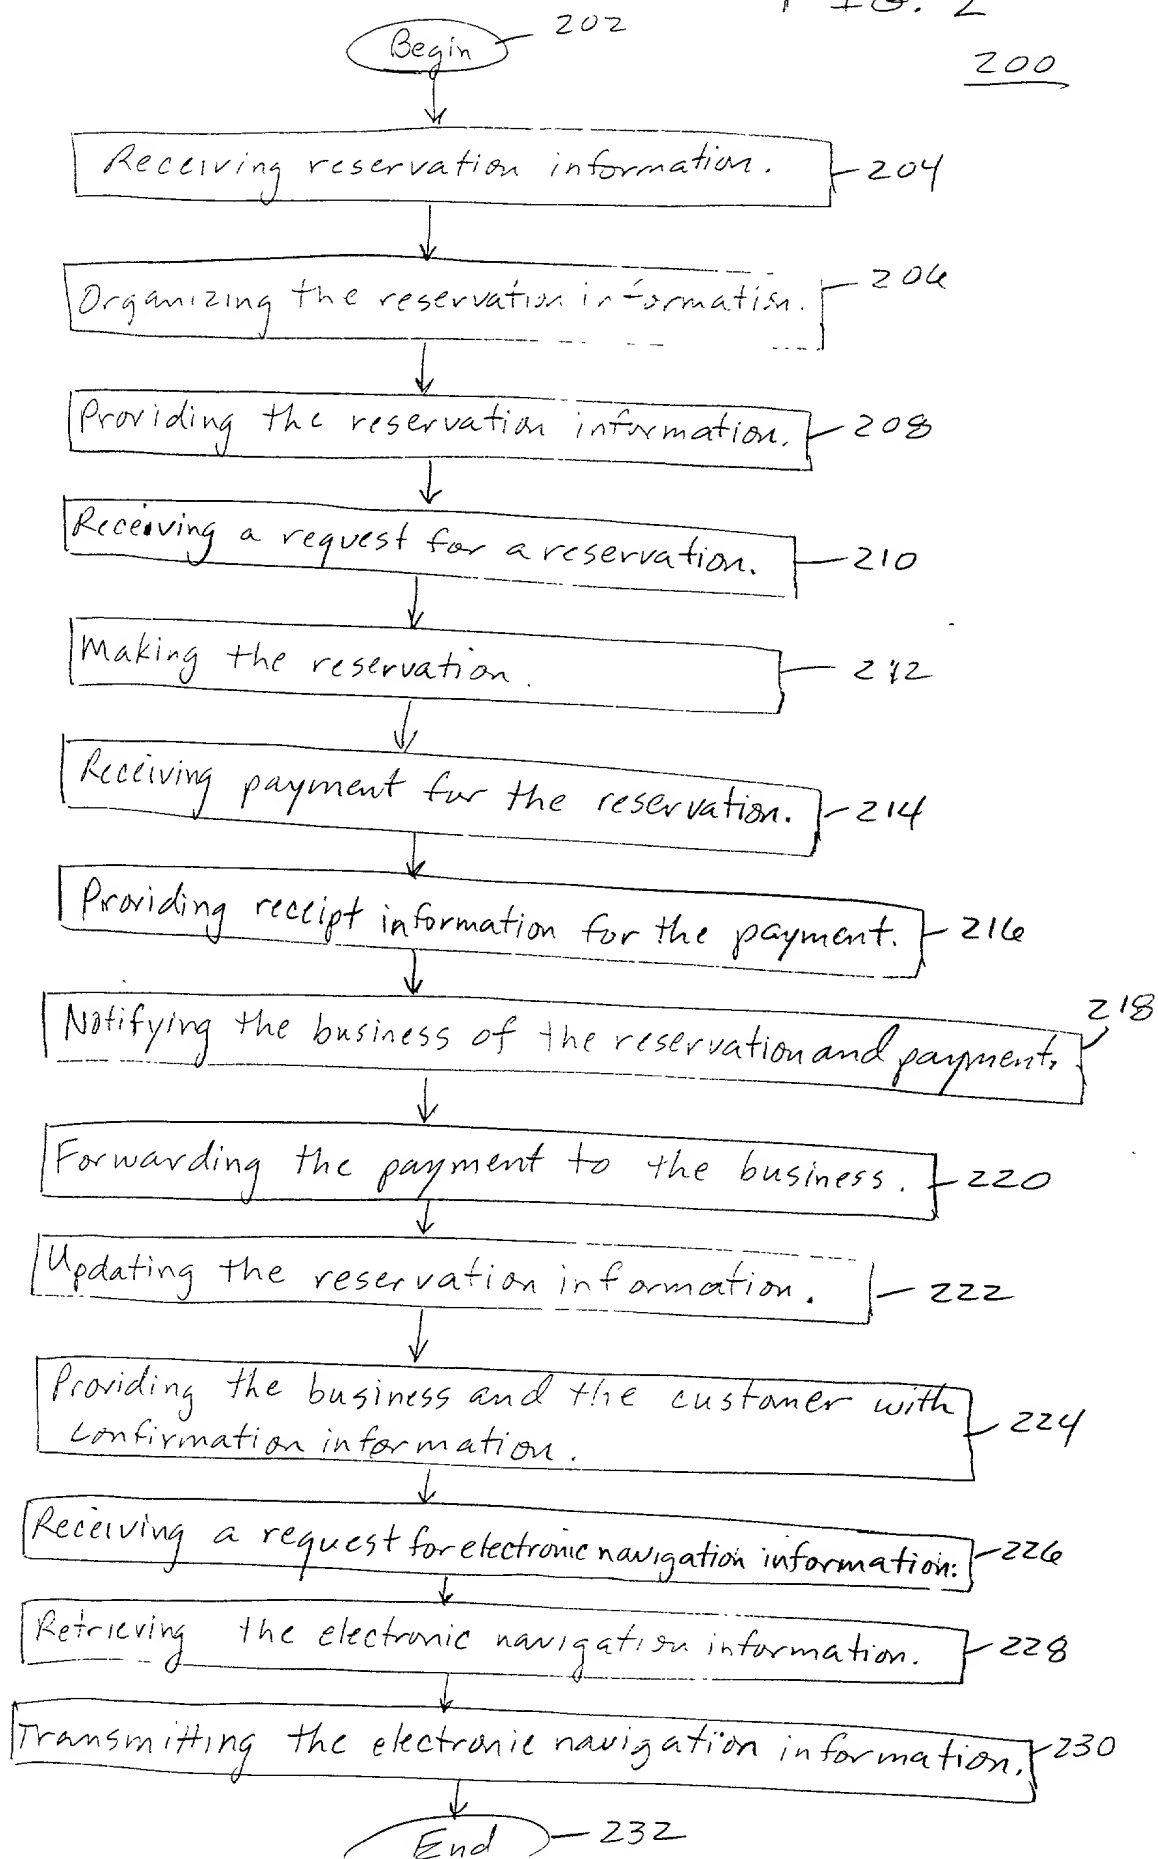 FIG. 2
200
Begin 202
Receiving reservation information. 204
Organizing the reservation information. 206
Providing the reservation information. 208
Receiving a request for a reservation. 210
Making the reservation. 212
Receiving payment for the reservation. 214
Providing receipt information for the payment. 216
Notifying the business of the reservation and payment. 218
Forwarding the payment to the business. 220
Updating the reservation information. 222
Providing the business and the customer with
confirmation information. 224
Receiving a request for electronic navigation information. 226
Retrieving the electronic navigation information. 228
Transmitting the electronic navigation information. 230
End 232